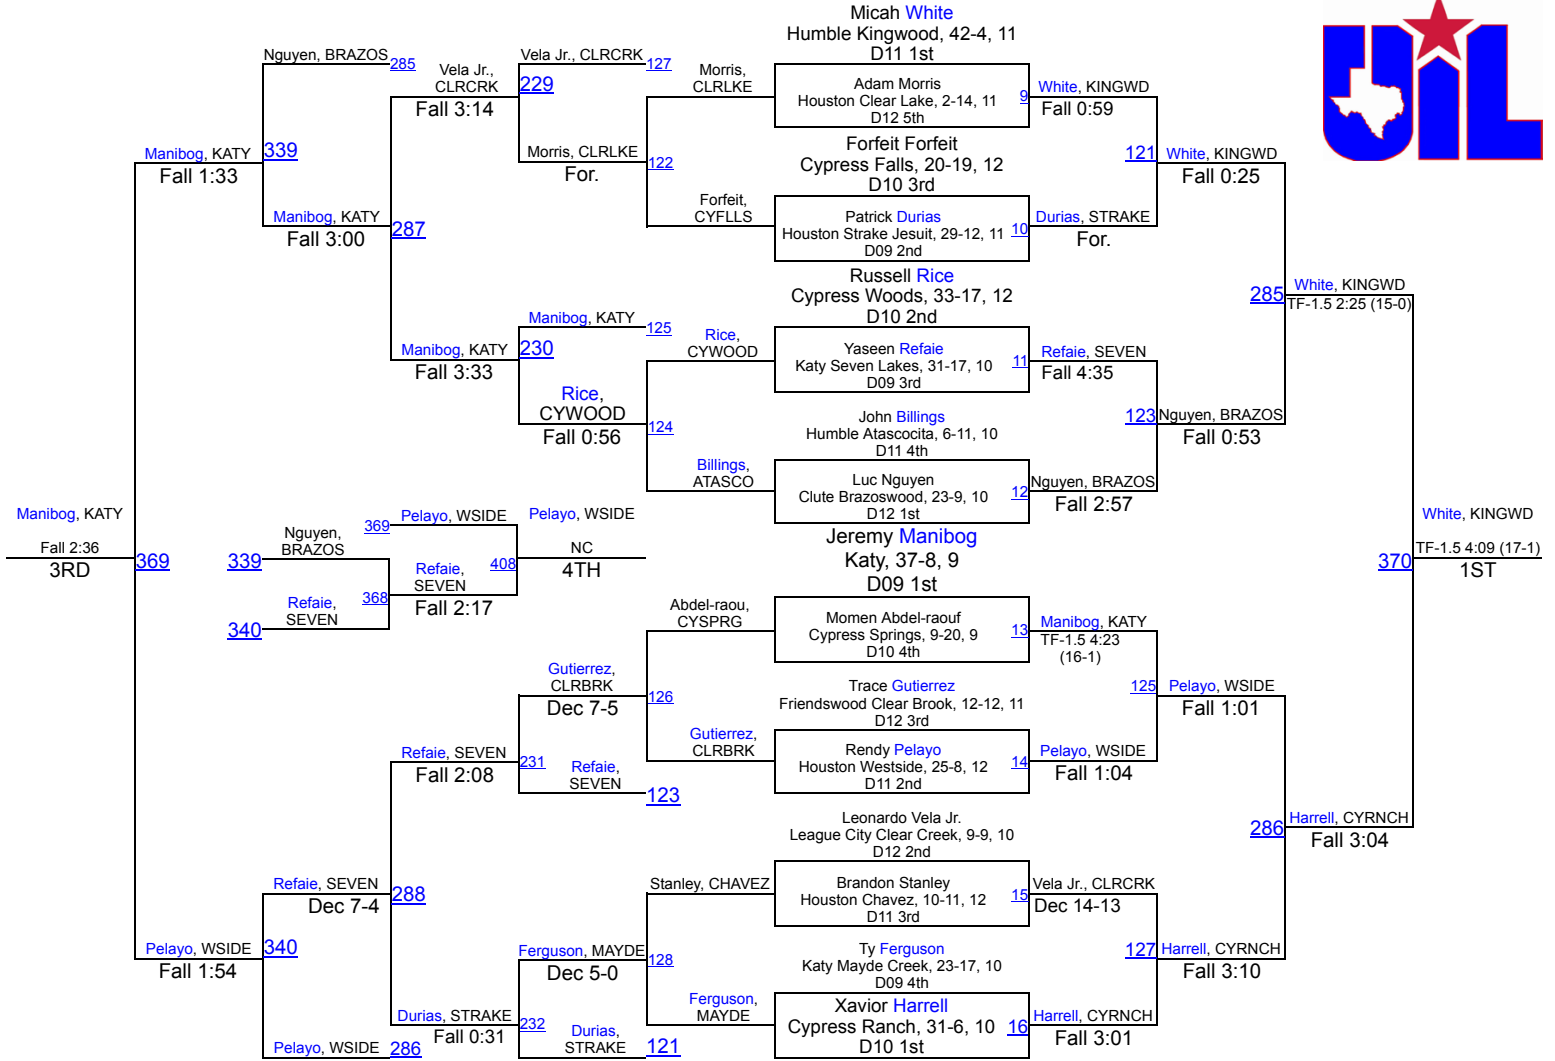 Micah White
Humble Kingwood, 42-4, 11
D11 1st
Adam Morris
Houston Clear Lake, 2-14, 11
D12 5th
9
Forfeit Forfeit
Cypress Falls, 20-19, 12
D10 3rd
Patrick Durias
Houston Strake Jesuit, 29-12, 11
D09 2nd
10
Russell Rice
Cypress Woods, 33-17, 12
D10 2nd
Yaseen Refaie
Katy Seven Lakes, 31-17, 10
D09 3rd
11
John Billings
Humble Atascocita, 6-11, 10
D11 4th
Luc Nguyen
Clute Brazoswood, 23-9, 10
D12 1st
12
Jeremy Manibog
Katy, 37-8, 9
D09 1st
Momen Abdel-raouf
Cypress Springs, 9-20, 9
D10 4th
13
Trace Gutierrez
Friendswood Clear Brook, 12-12, 11
D12 3rd
Rendy Pelayo
Houston Westside, 25-8, 12
D11 2nd
14
Leonardo Vela Jr.
League City Clear Creek, 9-9, 10
D12 2nd
Brandon Stanley
Houston Chavez, 10-11, 12
D11 3rd
15
Ty Ferguson
Katy Mayde Creek, 23-17, 10
D09 4th
Xavior Harrell
Cypress Ranch, 31-6, 10
D10 1st
16
White, KINGWD
Fall 0:59
121
Durias, STRAKE
For.
Refaie, SEVEN
Fall 4:35
123
Nguyen, BRAZOS
Fall 2:57
Manibog, KATY
TF-1.5 4:23
(16-1)
125
Pelayo, WSIDE
Fall 1:04
Vela Jr., CLRCRK
Dec 14-13
127
Harrell, CYRNCH
Fall 3:01
White, KINGWD
Fall 0:25
285
Nguyen, BRAZOS
Fall 0:53
Pelayo, WSIDE
Fall 1:01
286
Harrell, CYRNCH
Fall 3:10
White, KINGWD
TF-1.5 2:25 (15-0)
370
Harrell, CYRNCH
Fall 3:04
White, KINGWD
TF-1.5 4:09 (17-1)
1ST
UIL
Morris,
CLRLKE
122
Forfeit,
CYFLLS
Rice,
CYWOOD
124
Billings,
ATASCO
Abdel-raou,
CYSPRG
126
Gutierrez,
CLRBRK
Stanley, CHAVEZ
128
Ferguson,
MAYDE
Vela Jr., CLRCRK
127
229
Morris, CLRLKE
For.
Manibog, KATY
125
230
Rice,
CYWOOD
Fall 0:56
Gutierrez,
CLRBRK
Dec 7-5
231
Refaie,
SEVEN
123
Ferguson, MAYDE
Dec 5-0
232
Durias,
STRAKE
121
Vela Jr.,
CLRCRK
Fall 3:14
287
Manibog, KATY
Fall 3:33
Refaie, SEVEN
Fall 2:08
288
Durias, STRAKE
Fall 0:31
Nguyen, BRAZOS
285
339
Manibog, KATY
Fall 3:00
Refaie, SEVEN
Dec 7-4
340
Pelayo, WSIDE
286
Manibog, KATY
Fall 1:33
369
Pelayo, WSIDE
Fall 1:54
Manibog, KATY
Fall 2:36
3RD
339
Nguyen,
BRAZOS
368
340
Refaie,
SEVEN
369
Pelayo, WSIDE
408
Refaie,
SEVEN
Fall 2:17
Pelayo, WSIDE
NC
4TH